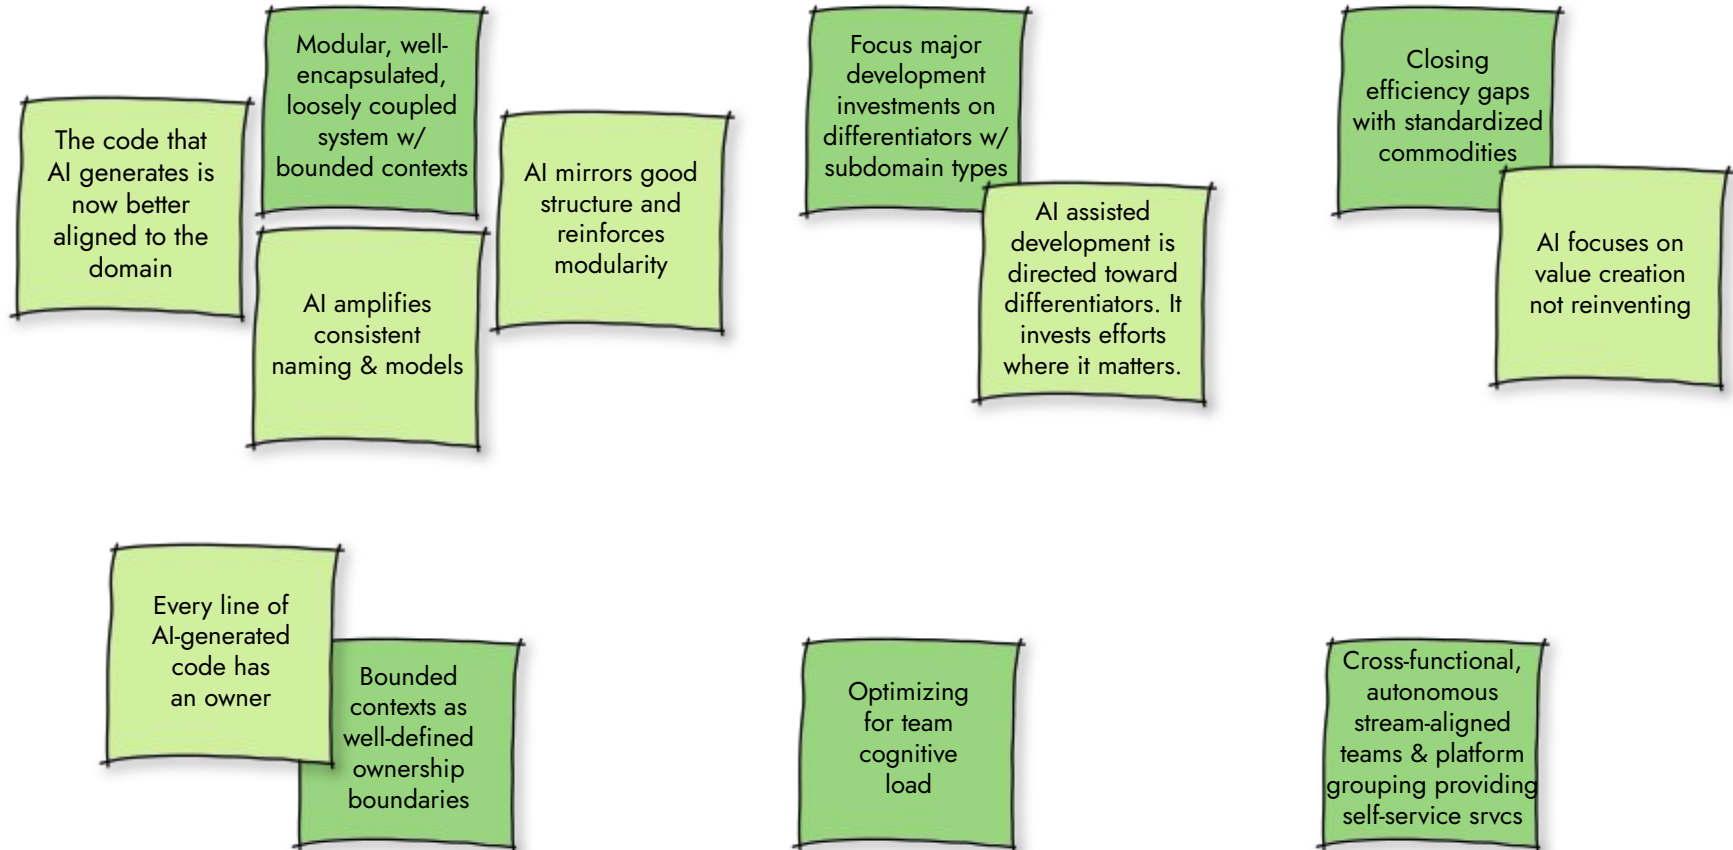 Modular, well-
encapsulated,
loosely coupled
system w/
bounded contexts
The code that
AI generates is
now better
aligned to the
domain
AI mirrors good
structure and
reinforces
modularity
AI amplifies
consistent
naming & models
Focus major
development
investments on
differentiators w/
subdomain types
AI assisted
development is
directed toward
differentiators. It
invests efforts
where it matters.
Closing
efficiency gaps
with standardized
commodities
AI focuses on
value creation
not reinventing
Every line of
AI-generated
code has
an owner
Bounded
contexts as
well-defined
ownership
boundaries
Optimizing
for team
cognitive
load
Cross-functional,
autonomous
stream-aligned
teams & platform
grouping providing
self-service srvcs